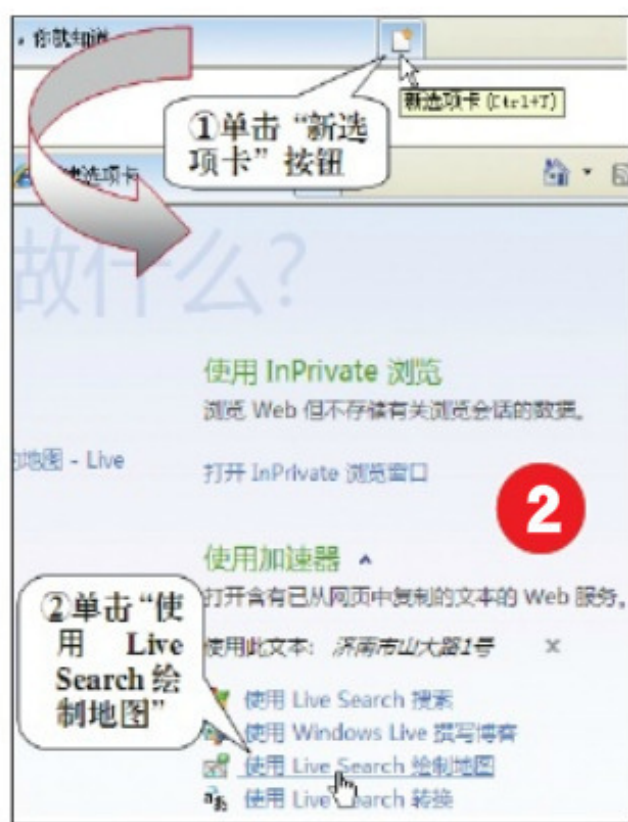 , 你就知道
新选项卡 (Ctrl+T)
①单击“新选
项卡”按钮
建选项卡
做什么?
使用 InPrivate 浏览
浏览 Web 但不存储有关浏览会话的数据。
的地图 - Live
打开 InPrivate 浏览窗口
2
使用加速器
打开含有已从网页中复制的文本的 Web 服务。
②单击“使
用 Live
Search 绘
制地图”
使用此文本: 济南市山大路1号
使用 Live Search 搜索
使用 Windows Live 撰写博客
使用 Live Search 绘制地图
使用 Live Search 转换